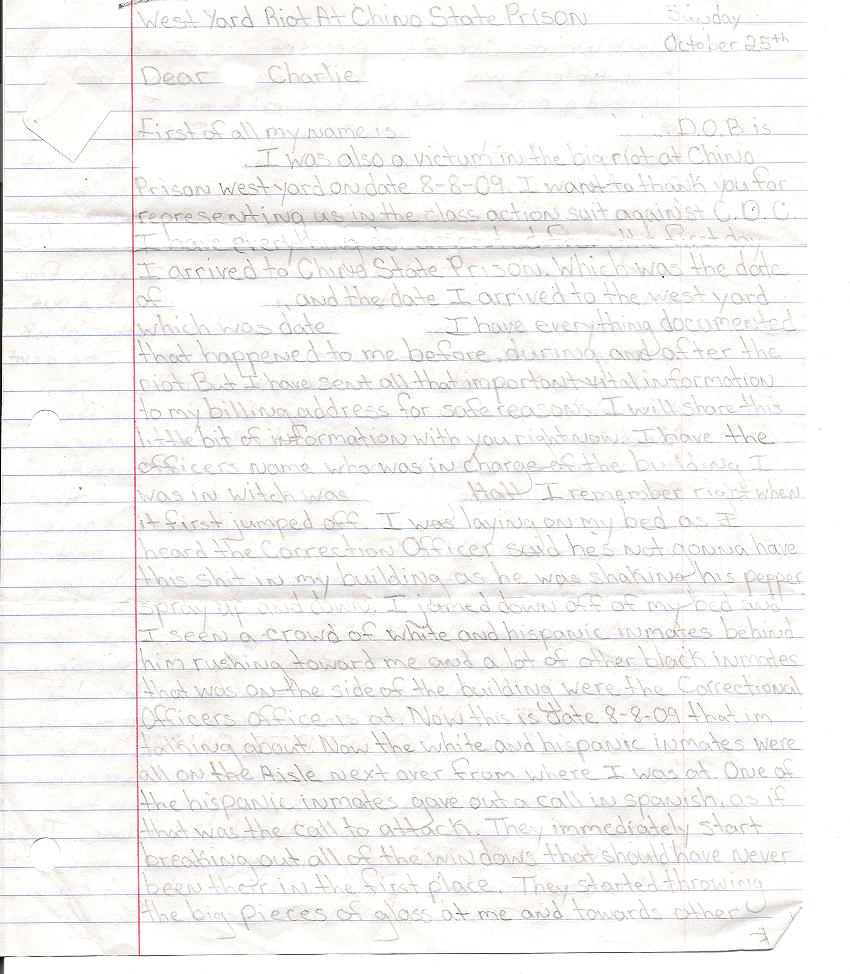 West Yard Riot At Chino State Prison Sunday
October 25th
Dear Charlie
First of all my name is D.O.B is
. I was also a victum in the big riot at Chino
Prison west yard on date 8-8-09. I want to thank you for
representing us in the class action suit against C.D.C.
I have everything first day
I arrived to Chino State Prison. Which was the date
of , and the date I arrived to the west yard
which was date I have everything documented
that happened to me before, during, and after the
riot. But I have sent all that important vital information
to my billing address for safe reasons. I will share this
little bit of information with you right now. I have the
officers name who was in charge of the building I
was in witch was Hall I remember right when
it first jumped off. I was laying on my bed as I
heard the Correction Officer said he's not gonna have
this shit in my building as he was shaking his pepper
spray up and down. I jumed down off of my bed and
I seen a crowd of white and hispanic inmates behind
him rushing toward me and a lot of other black inmates
that was on the side of the building were the Correctional
Officers office is at. Now this is date 8-8-09 that im
talking about. Now the white and hispanic inmates were
all on the Aisle next over from where I was at. One of
the hispanic inmates gave out a call in spanish, as if
that was the call to attack. They immediately start
breaking out all of the windows that should have never
been their in the first place. They started throwing
the big pieces of glass at me and towards other